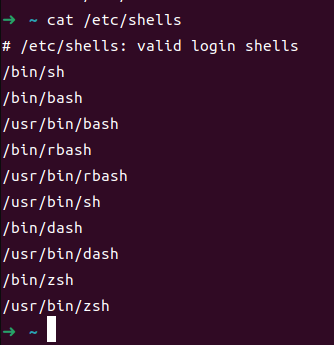 ➜ ~ cat /etc/shells
# /etc/shells: valid login shells
/bin/sh
/bin/bash
/usr/bin/bash
/bin/rbash
/usr/bin/rbash
/usr/bin/sh
/bin/dash
/usr/bin/dash
/bin/zsh
/usr/bin/zsh
➜ ~